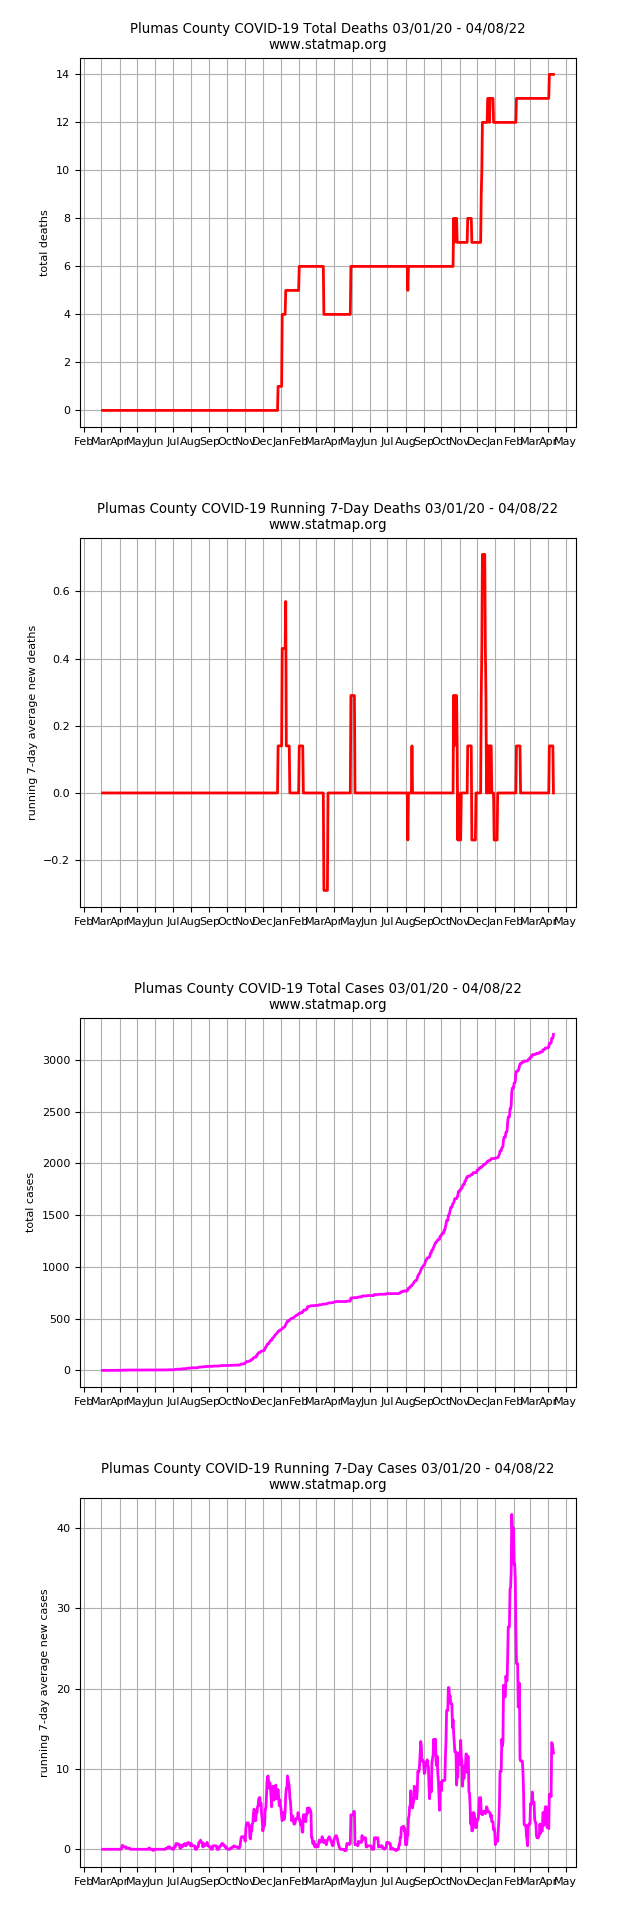 Plumas County COVID-19 Total Deaths 03/01/20 - 04/08/22
www.statmap.org
14
12
10
8
6
4
2
0
total deaths
Feb Mar Apr May Jun Jul Aug Sep Oct Nov Dec Jan Feb Mar Apr May Jun Jul Aug Sep Oct Nov Dec Jan Feb Mar Apr May
Plumas County COVID-19 Running 7-Day Deaths 03/01/20 - 04/08/22
www.statmap.org
0.6
0.4
0.2
0.0
−0.2
running 7-day average new deaths
Feb Mar Apr May Jun Jul Aug Sep Oct Nov Dec Jan Feb Mar Apr May Jun Jul Aug Sep Oct Nov Dec Jan Feb Mar Apr May
Plumas County COVID-19 Total Cases 03/01/20 - 04/08/22
www.statmap.org
3000
2500
2000
1500
1000
500
0
total cases
Feb Mar Apr May Jun Jul Aug Sep Oct Nov Dec Jan Feb Mar Apr May Jun Jul Aug Sep Oct Nov Dec Jan Feb Mar Apr May
Plumas County COVID-19 Running 7-Day Cases 03/01/20 - 04/08/22
www.statmap.org
40
30
20
10
0
running 7-day average new cases
Feb Mar Apr May Jun Jul Aug Sep Oct Nov Dec Jan Feb Mar Apr May Jun Jul Aug Sep Oct Nov Dec Jan Feb Mar Apr May